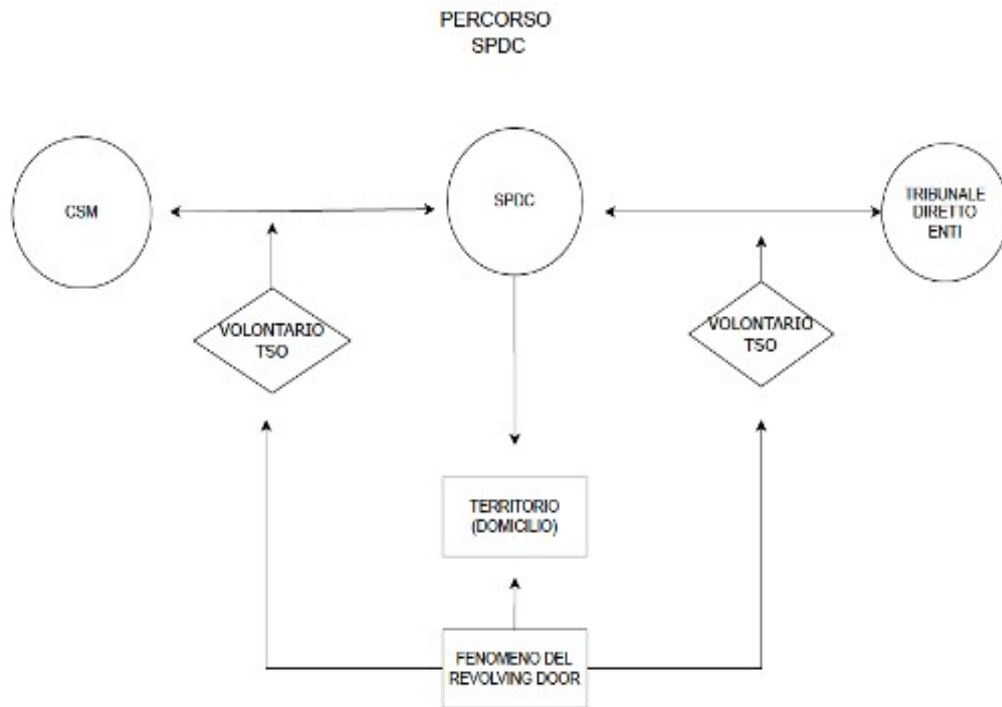 PERCORSO
SPDC
CSM
SPDC
TRIBUNALE
DIRETTO
ENTI
VOLONTARIO
TSO
VOLONTARIO
TSO
TERRITORIO
(DOMICILIO)
FENOMENO DEL
REVOLVING DOOR